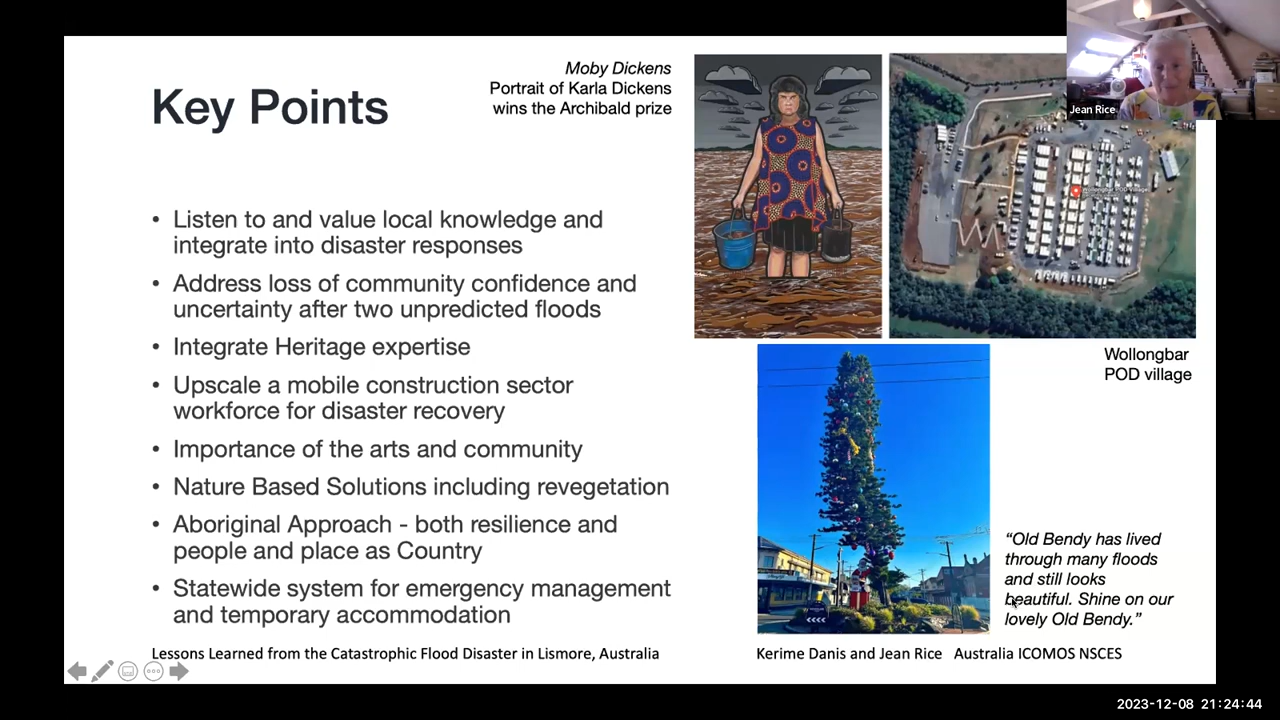 Key Points
Moby Dickens
Portrait of Karla Dickens
wins the Archibald prize
Jean Rice
• Listen to and value local knowledge and
integrate into disaster responses
• Address loss of community confidence and
uncertainty after two unpredicted floods
• Integrate Heritage expertise
• Upscale a mobile construction sector
workforce for disaster recovery
• Importance of the arts and community
• Nature Based Solutions including revegetation
• Aboriginal Approach - both resilience and
people and place as Country
• Statewide system for emergency management
and temporary accommodation
Wollongbar POD Village
Wollongbar
POD village
“Old Bendy has lived
through many floods
and still looks
beautiful. Shine on our
lovely Old Bendy.”
Lessons Learned from the Catastrophic Flood Disaster in Lismore, Australia
Kerime Danis and Jean Rice Australia ICOMOS NSCES
2023-12-08 21:24:44